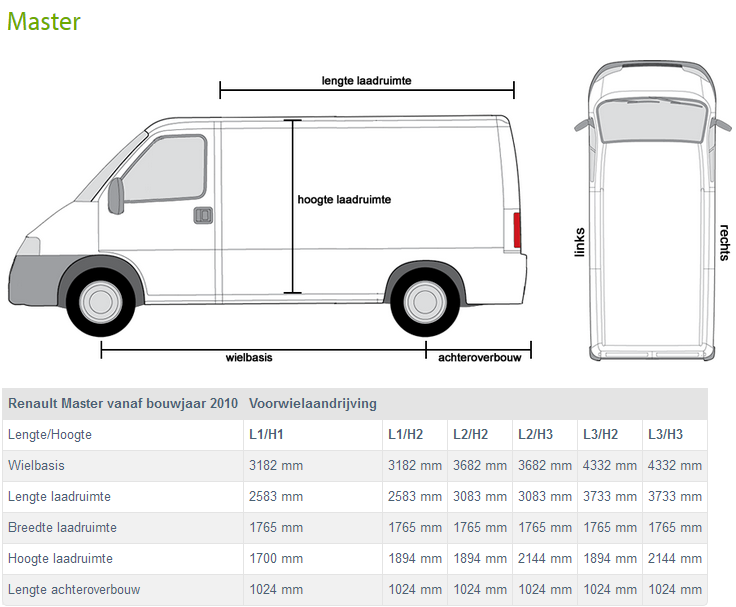 Master
lengte laadruimte
hoogte laadruimte
links
rechts
wielbasis
achteroverbouw
Renault Master vanaf bouwjaar 2010 Voorwielaandrijving
Lengte/Hoogte L1/H1 L1/H2 L2/H2 L2/H3 L3/H2 L3/H3
Wielbasis 3182 mm 3182 mm 3682 mm 3682 mm 4332 mm 4332 mm
Lengte laadruimte 2583 mm 2583 mm 3083 mm 3083 mm 3733 mm 3733 mm
Breedte laadruimte 1765 mm 1765 mm 1765 mm 1765 mm 1765 mm 1765 mm
Hoogte laadruimte 1700 mm 1894 mm 1894 mm 2144 mm 1894 mm 2144 mm
Lengte achteroverbouw 1024 mm 1024 mm 1024 mm 1024 mm 1024 mm 1024 mm